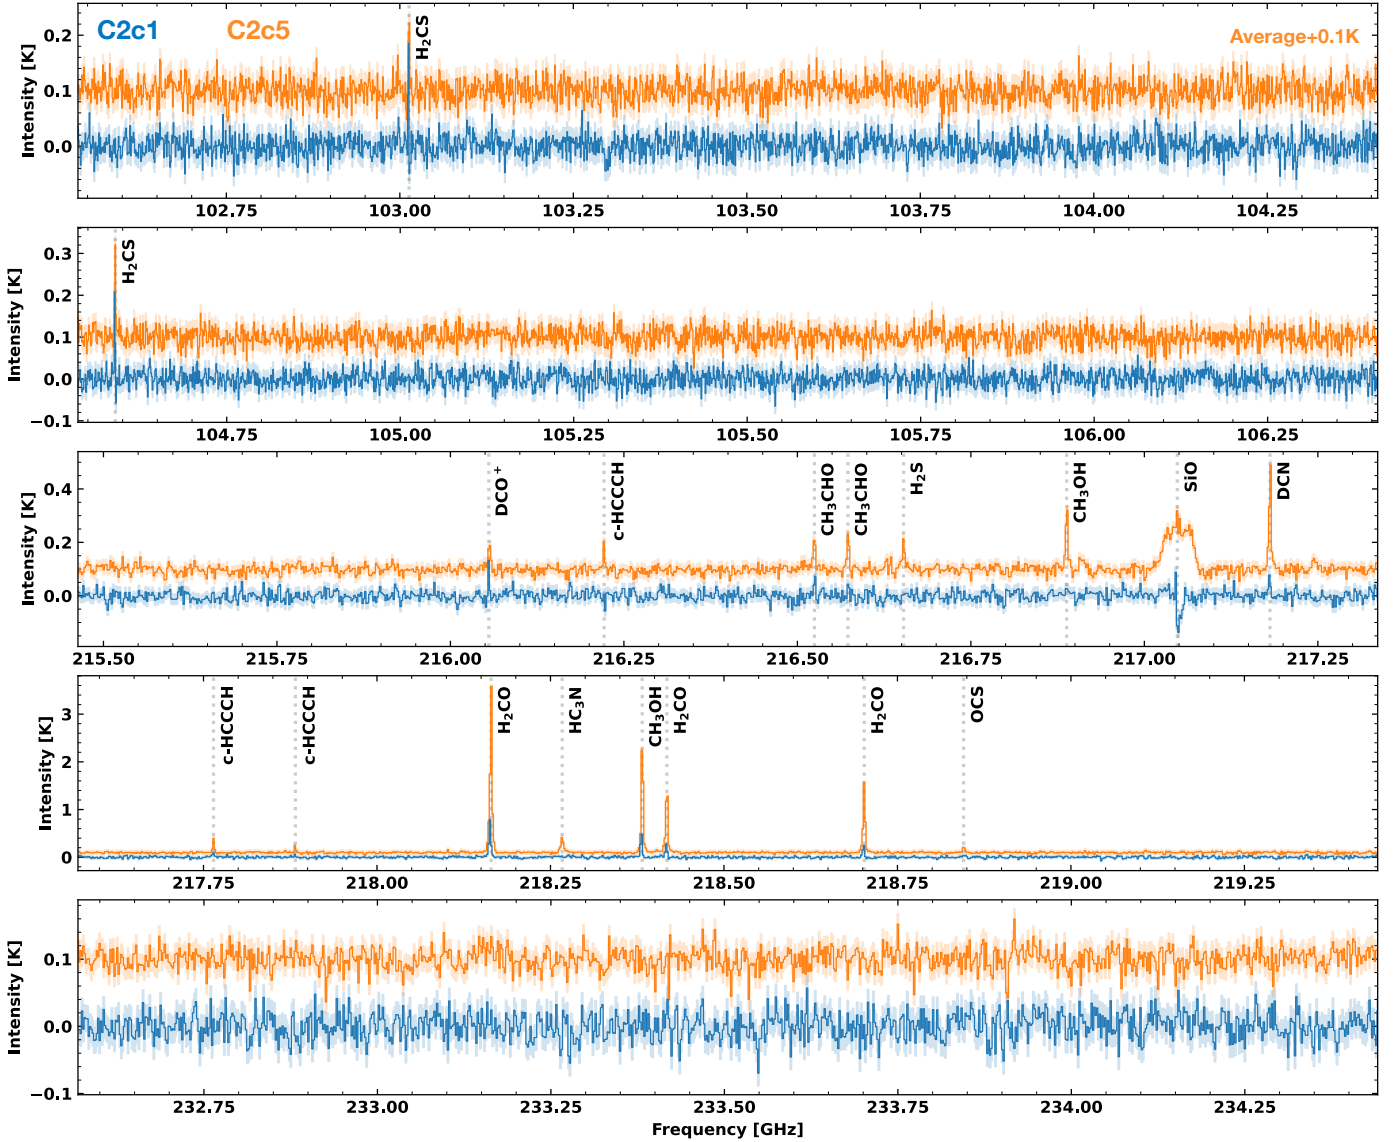 C2c1 C2c5 Average+0.1K
H₂CS
Intensity [K]
0.2
0.1
0.0
102.75 103.00 103.25 103.50 103.75 104.00 104.25
H₂CS
Intensity [K]
0.3
0.2
0.1
0.0
−0.1
104.75 105.00 105.25 105.50 105.75 106.00 106.25
DCO⁺ c-HCCCH CH₃CHO CH₃CHO H₂S CH₃OH SiO DCN
Intensity [K]
0.4
0.2
0.0
215.50 215.75 216.00 216.25 216.50 216.75 217.00 217.25
c-HCCCH c-HCCCH H₂CO HC₃N CH₃OH H₂CO H₂CO OCS
Intensity [K]
3
2
1
0
217.75 218.00 218.25 218.50 218.75 219.00 219.25
Intensity [K]
0.1
0.0
−0.1
232.75 233.00 233.25 233.50 233.75 234.00 234.25
Frequency [GHz]